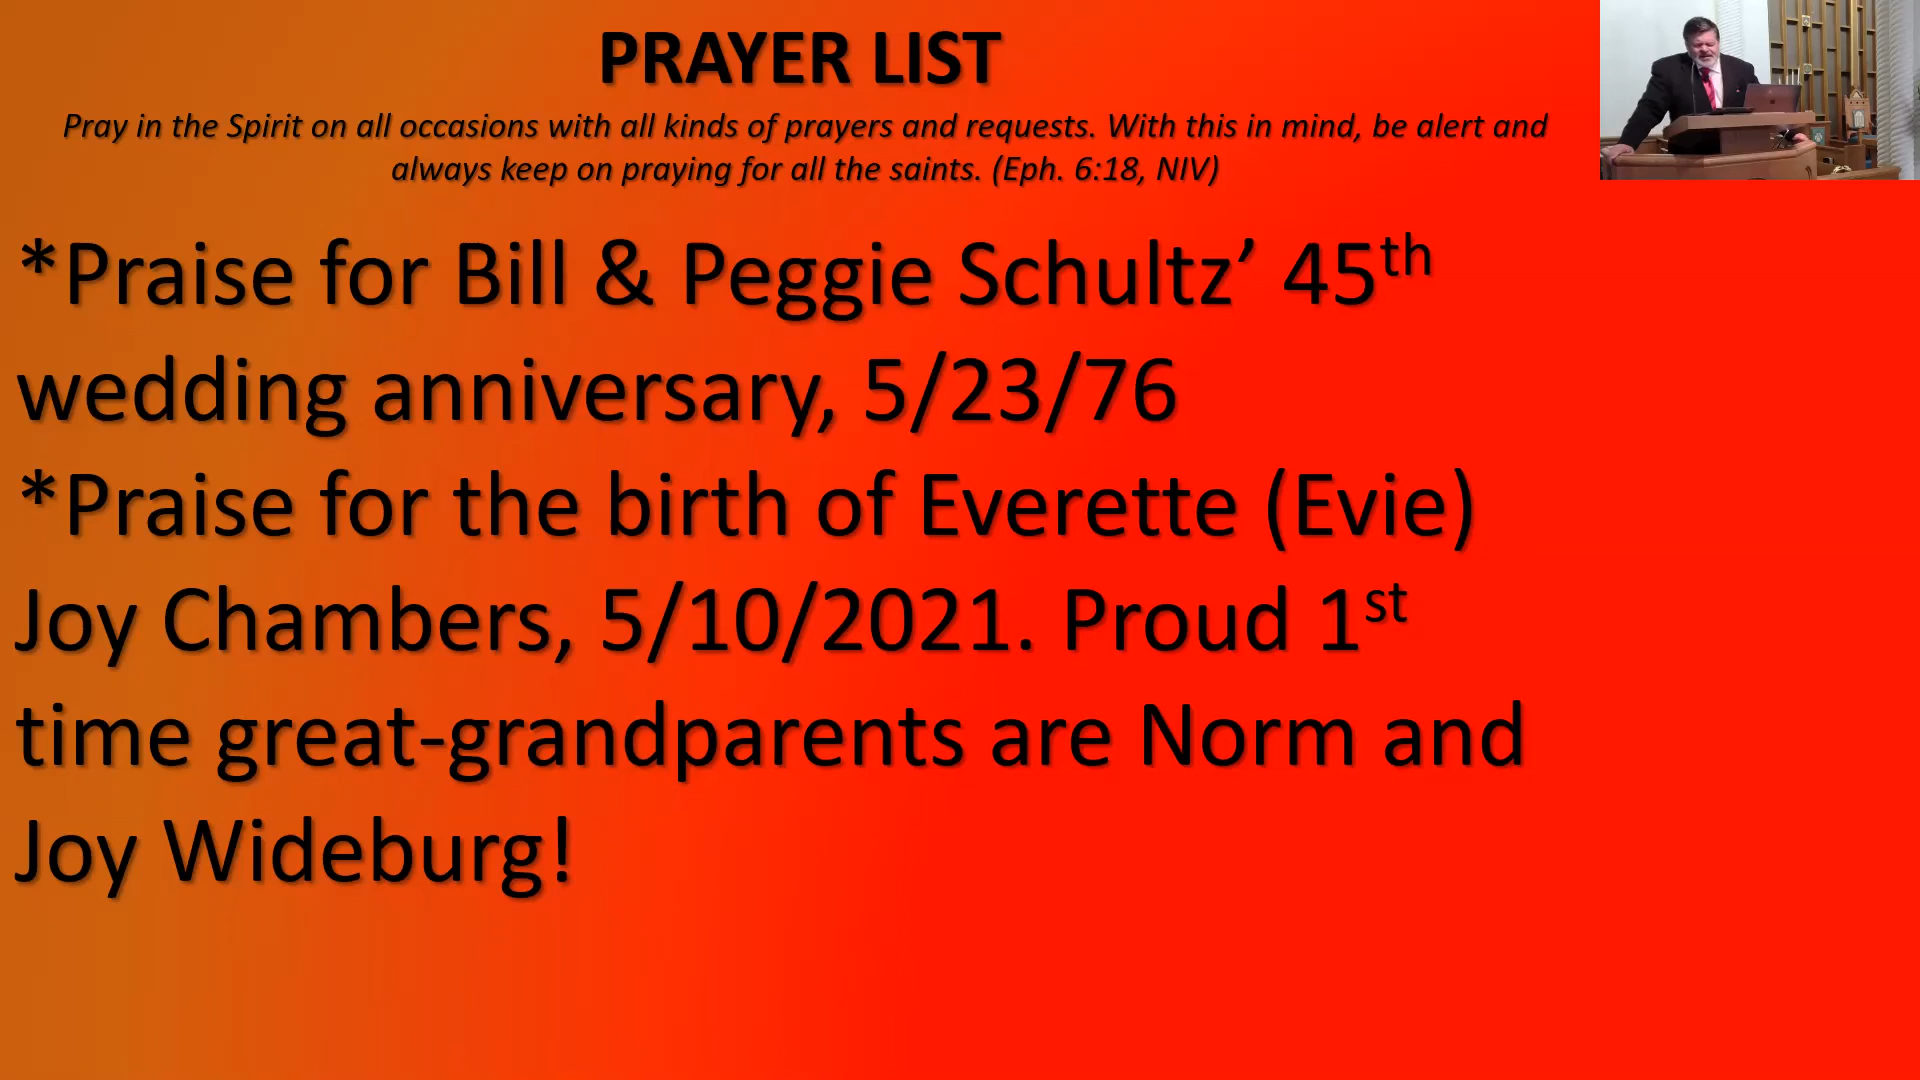 PRAYER LIST
Pray in the Spirit on all occasions with all kinds of prayers and requests. With this in mind, be alert and
always keep on praying for all the saints. (Eph. 6:18, NIV)
*Praise for Bill & Peggie Schultz’ 45th
wedding anniversary, 5/23/76
*Praise for the birth of Everette (Evie)
Joy Chambers, 5/10/2021. Proud 1st
time great-grandparents are Norm and
Joy Wideburg!